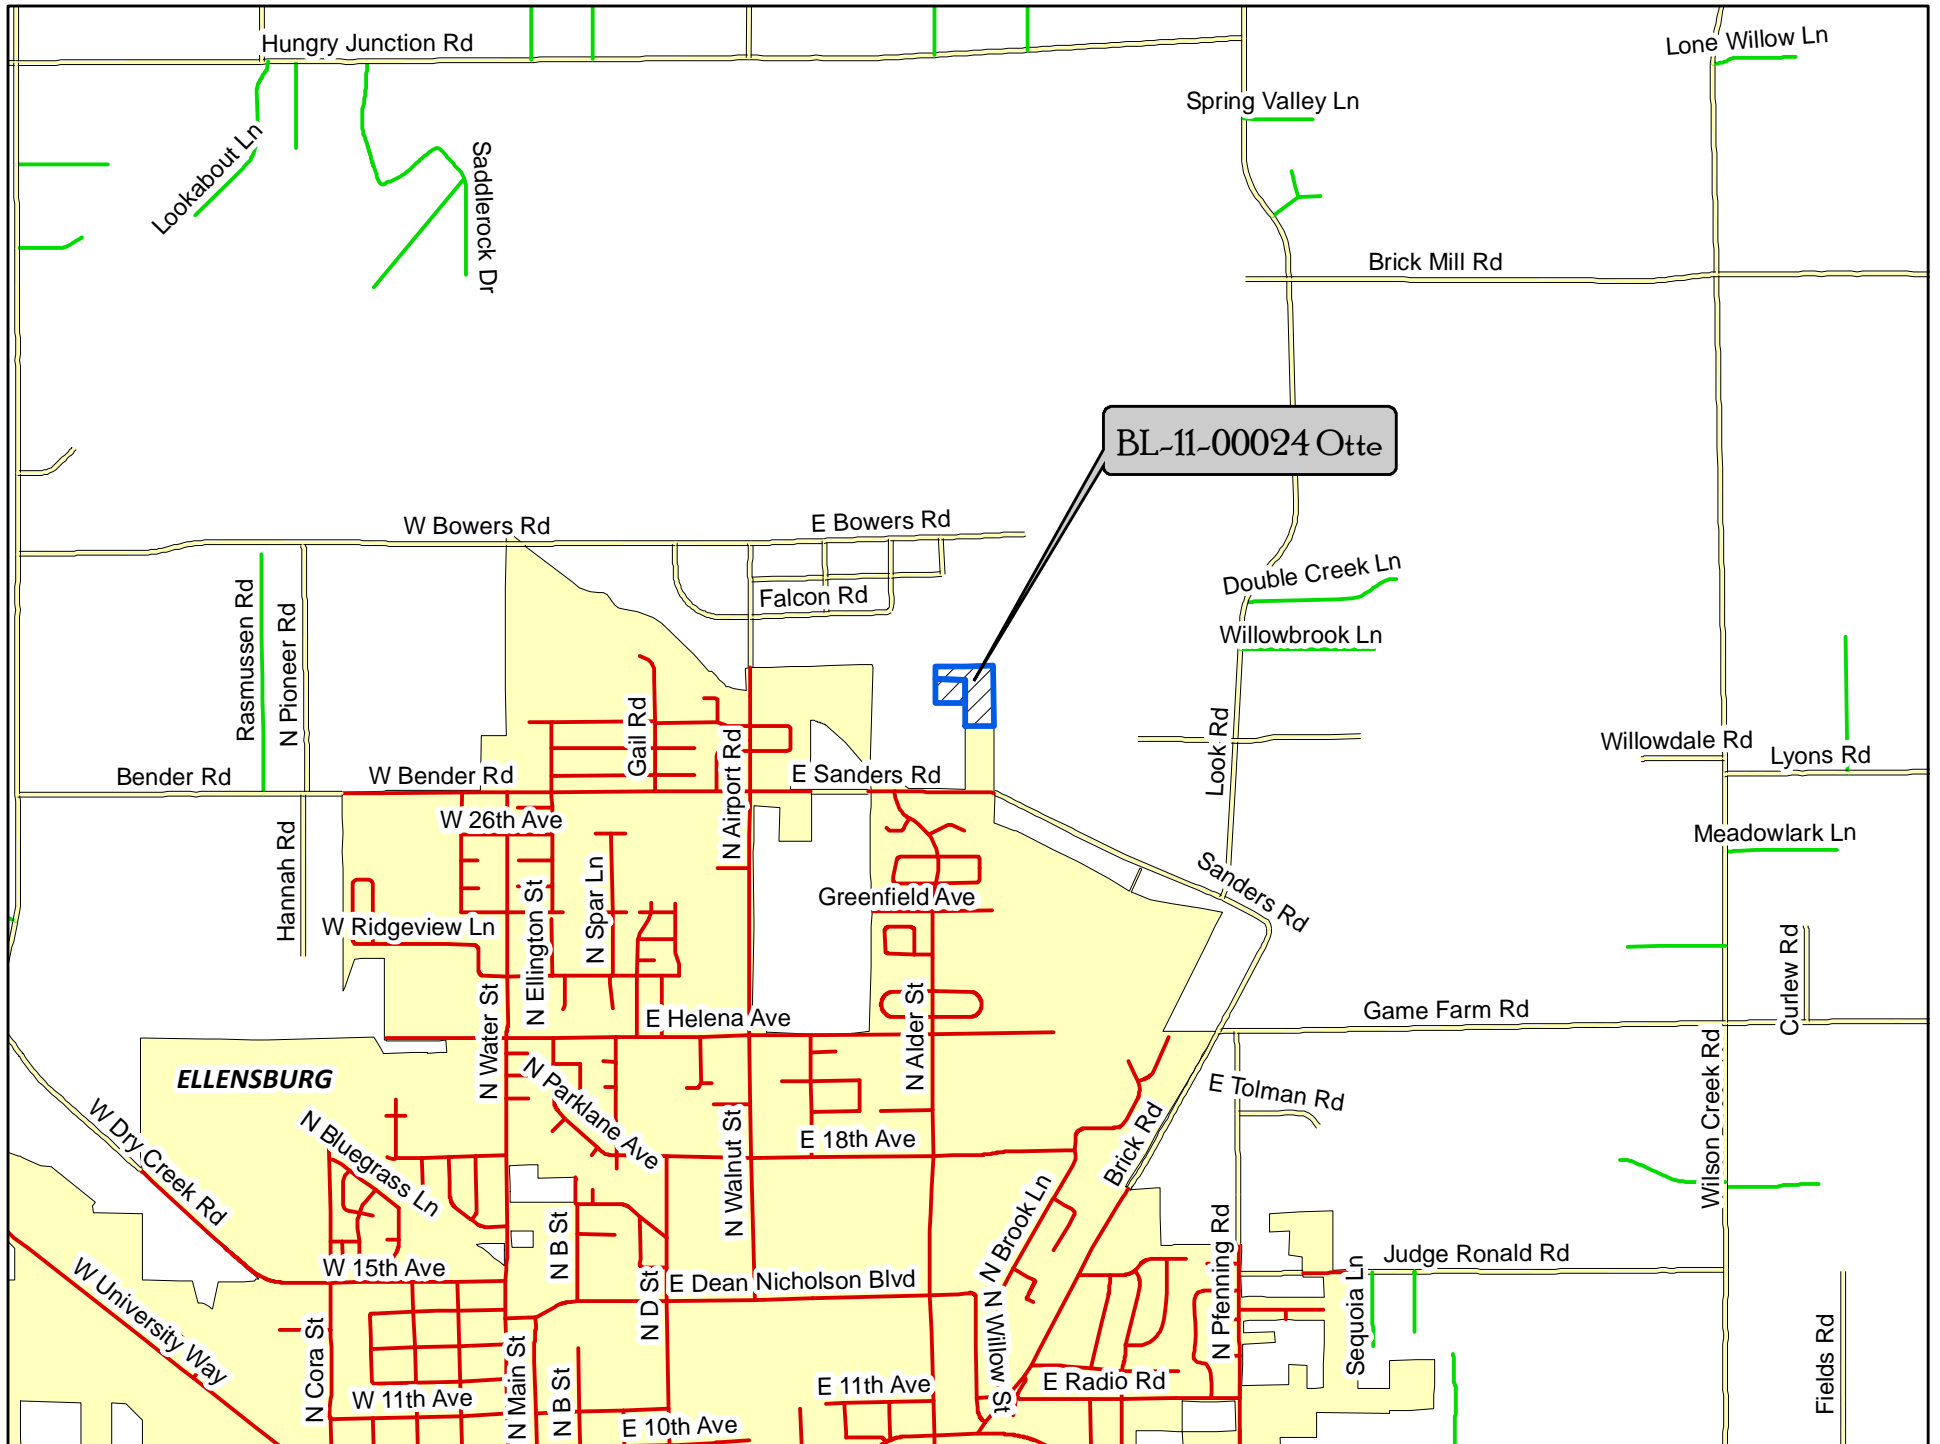 Hungry Junction Rd
Lone Willow Ln
Spring Valley Ln
Lookabout Ln
Saddlerock Dr
Brick Mill Rd
BL-11-00024 Otte
W Bowers Rd
E Bowers Rd
Double Creek Ln
Falcon Rd
Willowbrook Ln
Rasmussen Rd
N Pioneer Rd
Gail Rd
N Airport Rd
Look Rd
Willowdale Rd
Lyons Rd
Bender Rd
W Bender Rd
E Sanders Rd
W 26th Ave
Meadowlark Ln
Hannah Rd
Sanders Rd
Greenfield Ave
W Ridgeview Ln
N Ellington St
N Spar Ln
Curlew Rd
N Water St
E Helena Ave
N Alder St
Game Farm Rd
ELLENSBURG
N Parklane Ave
E Tolman Rd
Wilson Creek Rd
W Dry Creek Rd
N Bluegrass Ln
N Walnut St
E 18th Ave
Brick Rd
N B St
N Brook Ln
N Pfenning Rd
Judge Ronald Rd
W 15th Ave
E Dean Nicholson Blvd
W University Way
N D St
N Willow St
Sequoia Ln
N Cora St
N Main St
Fields Rd
W 11th Ave
N B St
E 11th Ave
E Radio Rd
E 10th Ave